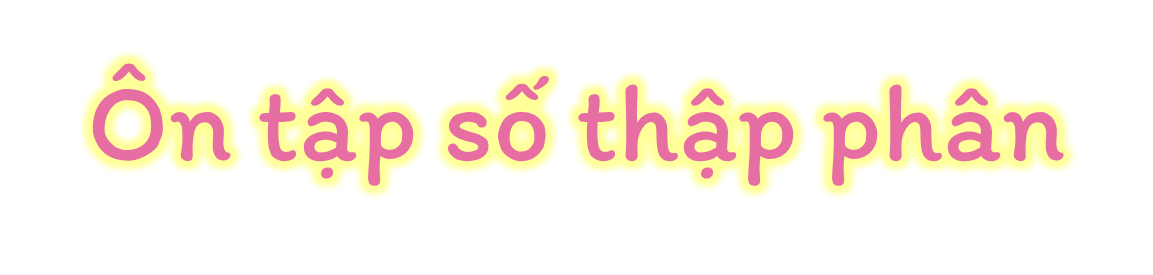 Ôn tập số thập phân